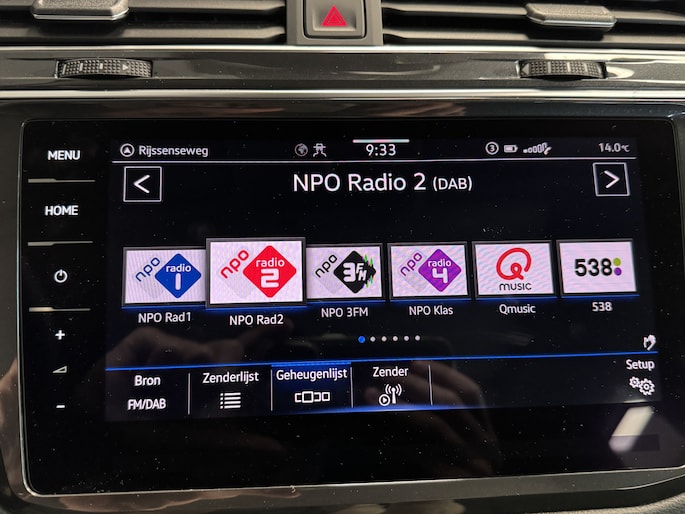 MENU
HOME
Rijssenseweg
9:33
3
14.0°C
<
NPO Radio 2 (DAB)
>
npo radio 1
npo radio 2
npo 3FM
npo radio 4
Q MUSIC
538
NPO Rad1
NPO Rad2
NPO 3FM
NPO Klas
Qmusic
538
+
-
Bron
FM/DAB
Zenderlijst
Geheugenlijst
Zender
Setup